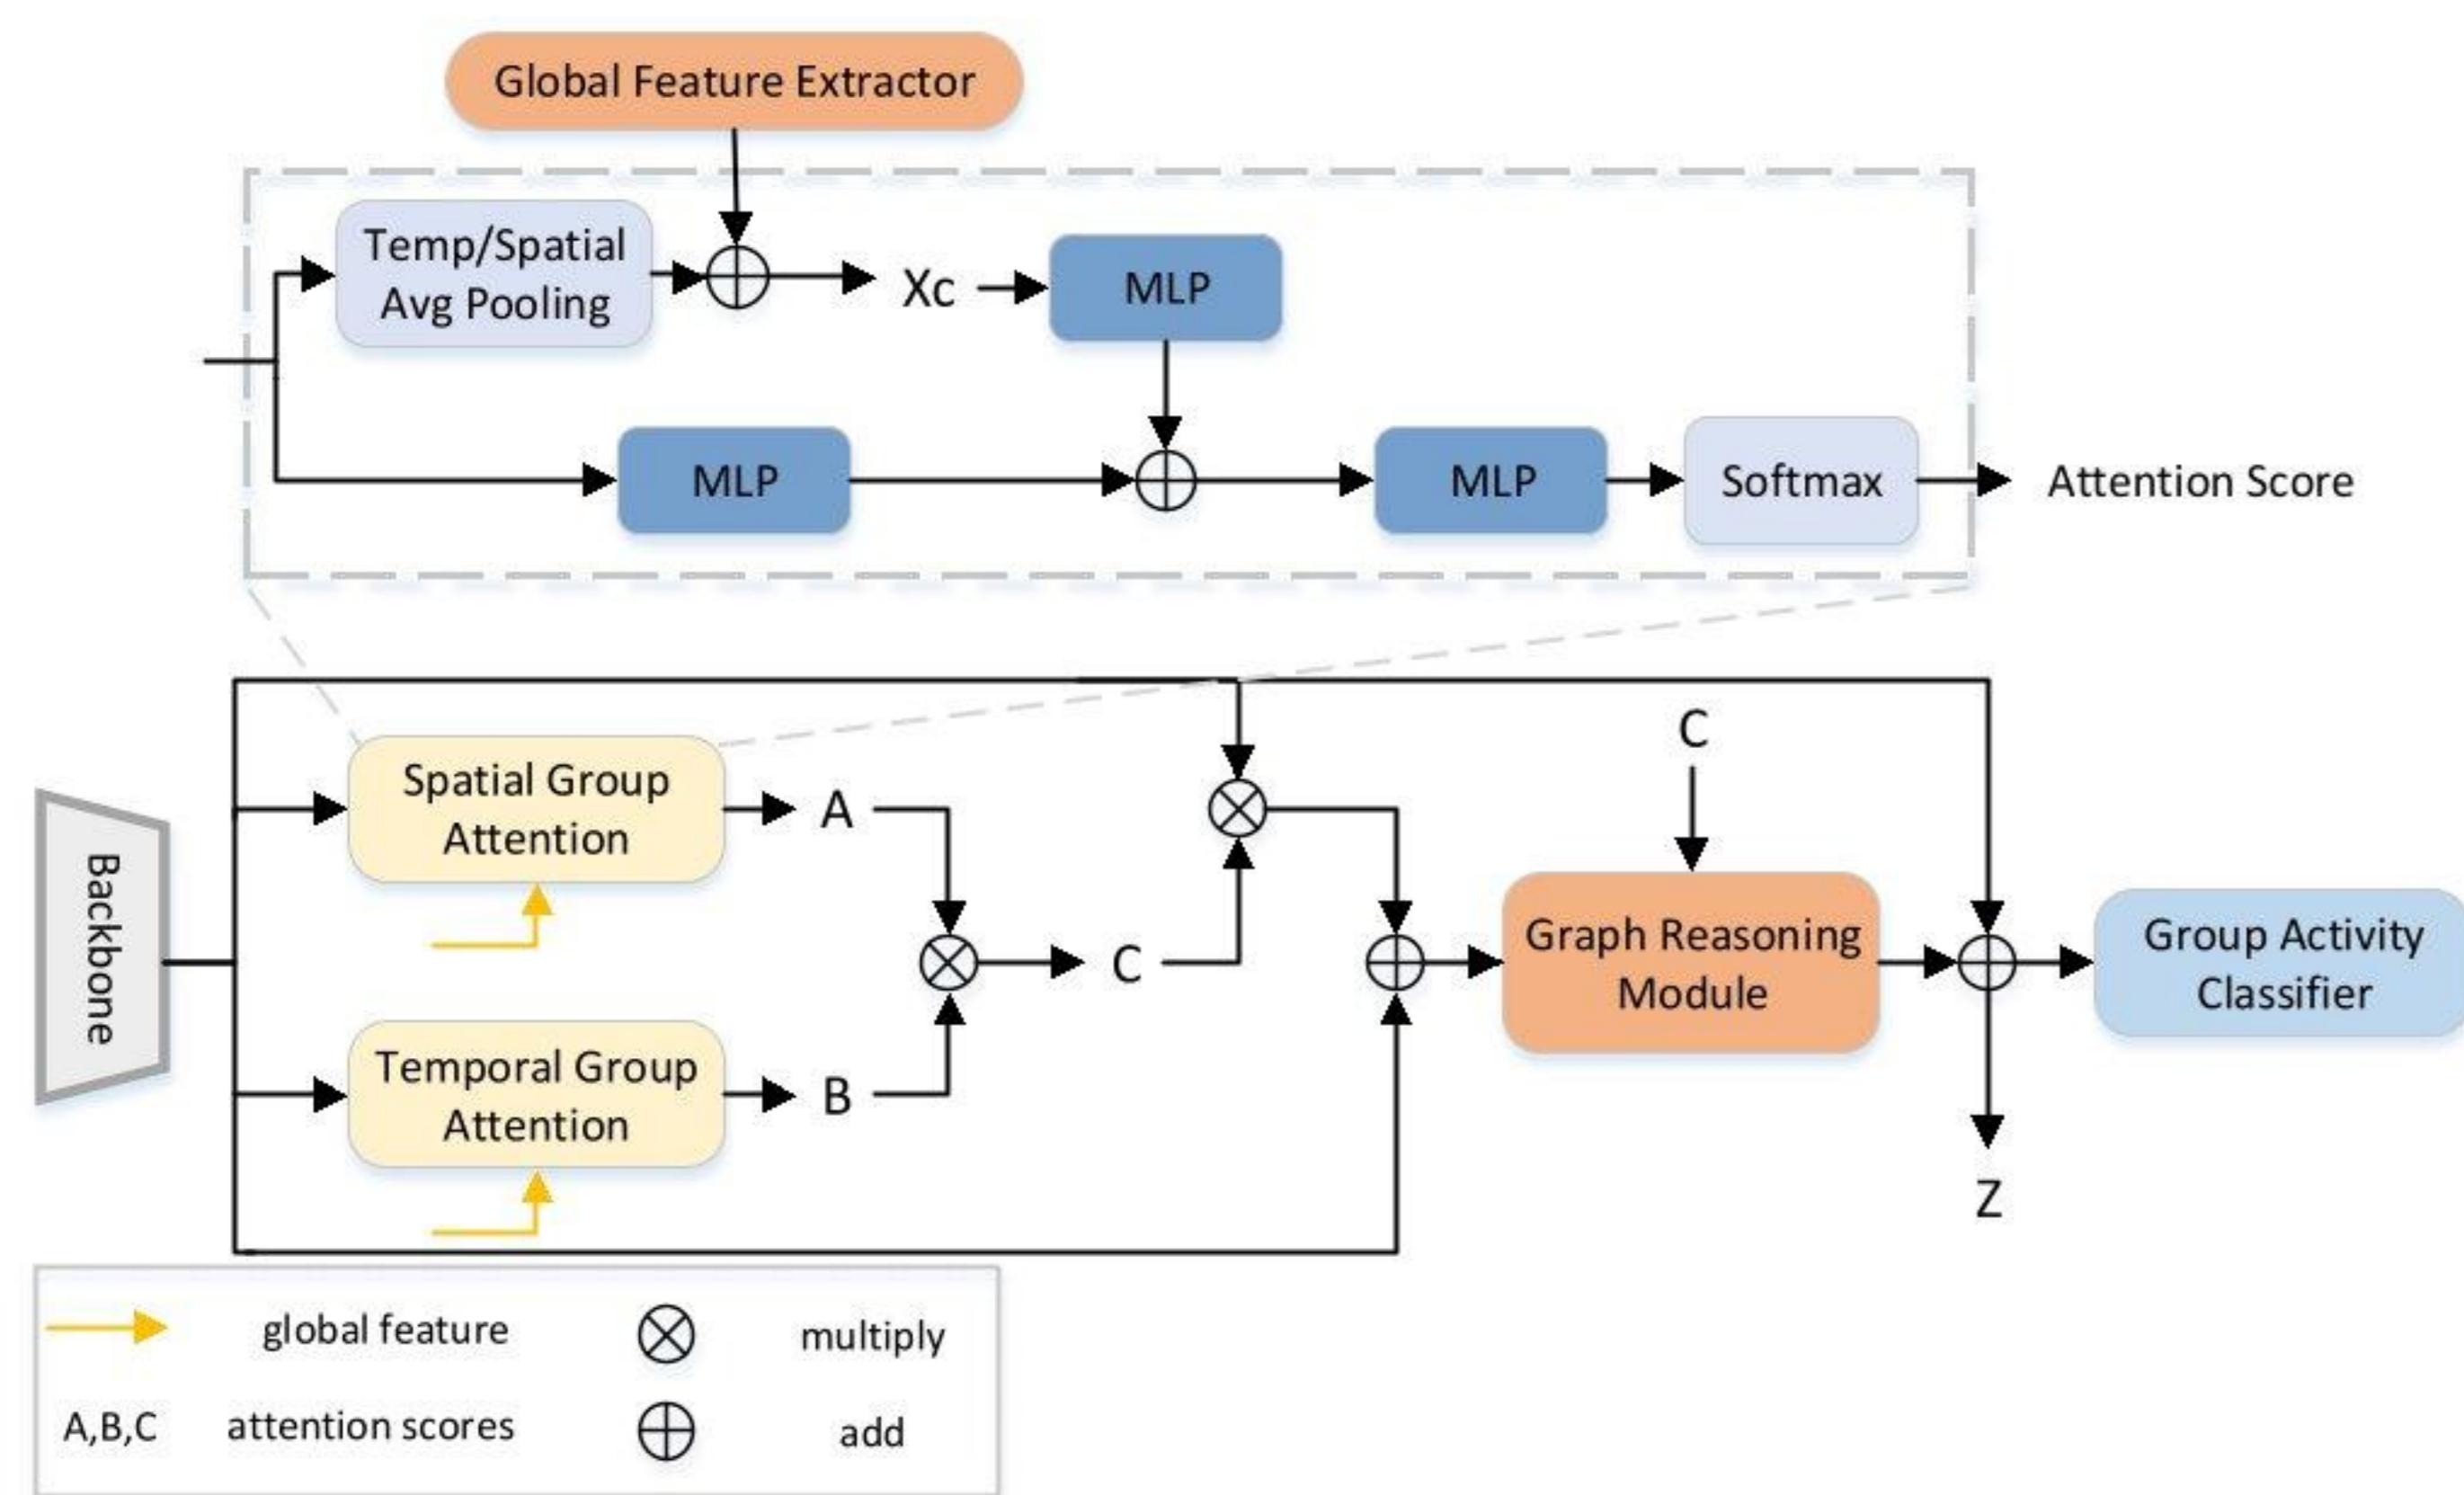 Global Feature Extractor
Temp/Spatial
Avg Pooling
Xc
MLP
MLP
MLP
Softmax
Attention Score
Backbone
Spatial Group
Attention
A
Temporal Group
Attention
B
C
C
Graph Reasoning
Module
Group Activity
Classifier
Z
global feature
multiply
A,B,C
attention scores
add